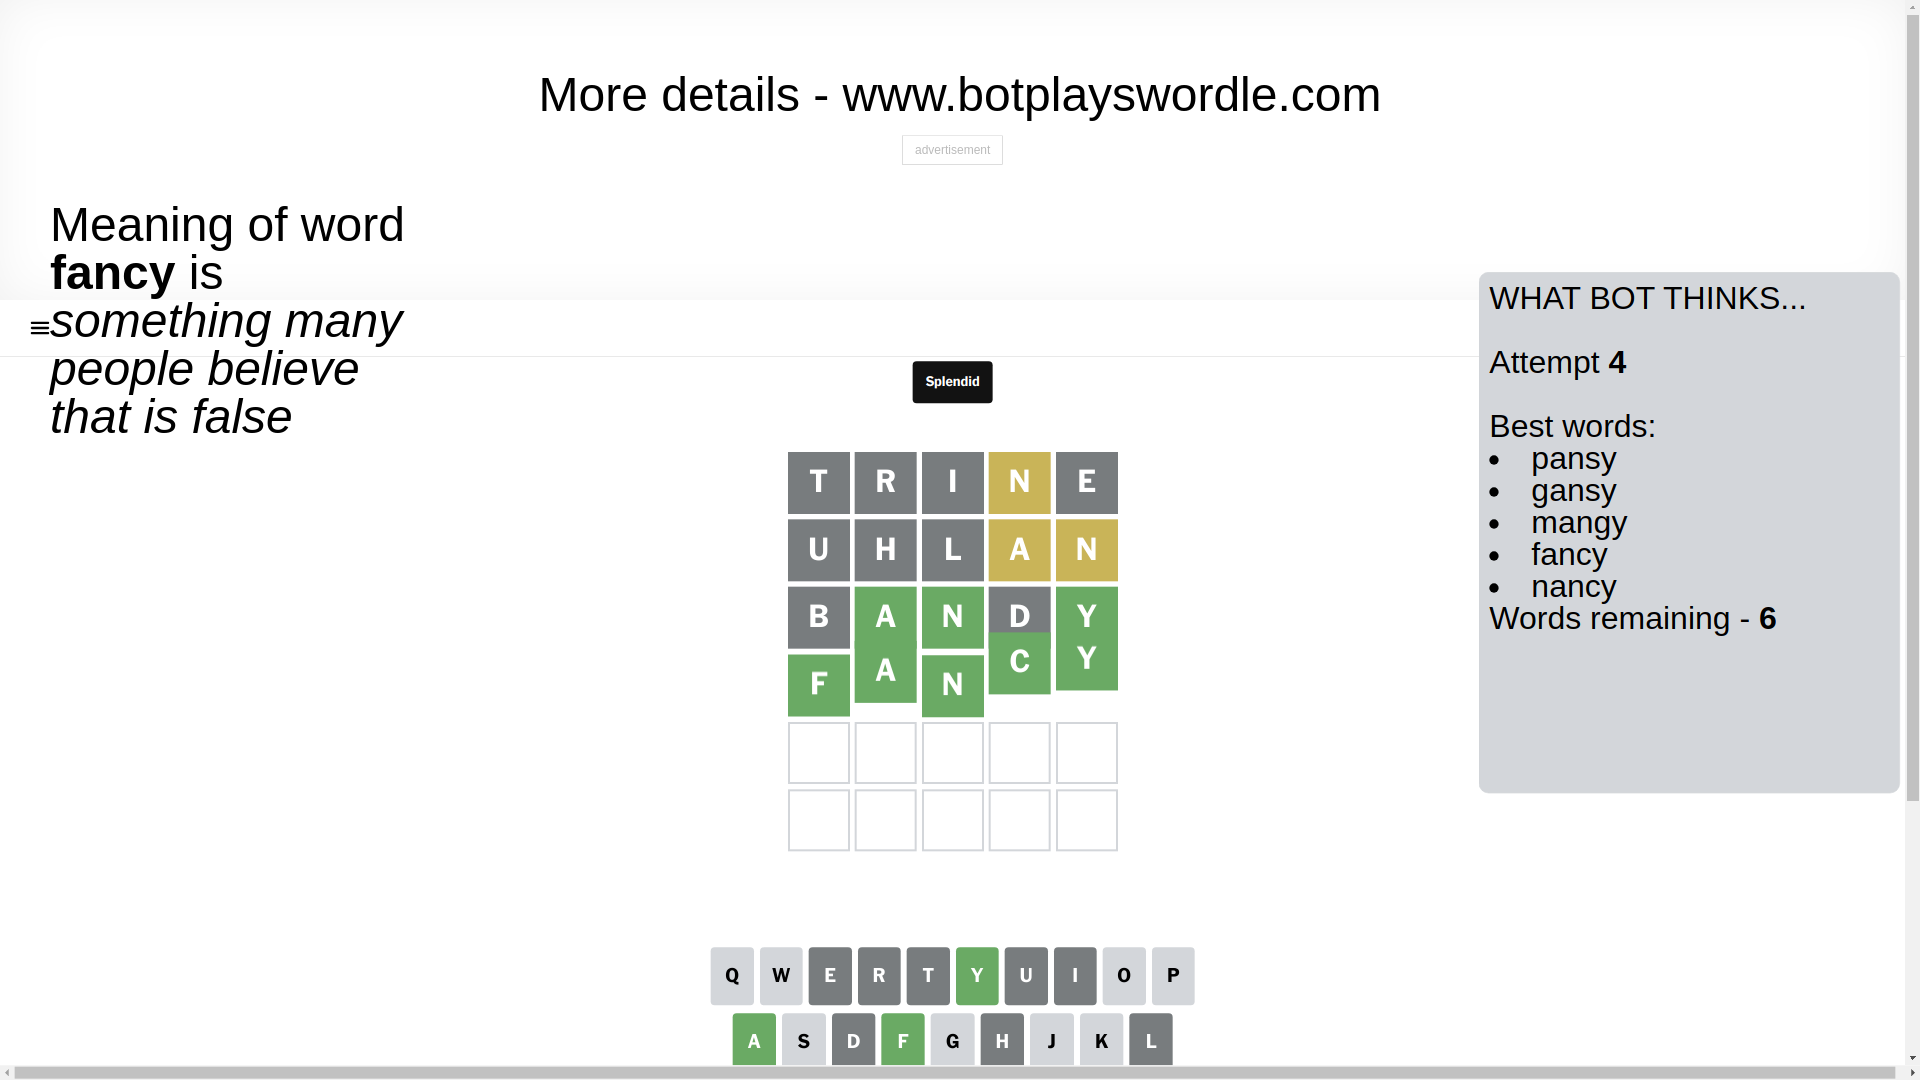 More details - www.botplayswordle.com
advertisement
Meaning of word
fancy is
something many
people believe
that is false
WHAT BOT THINKS...
Attempt 4
Best words:
• pansy
• gansy
• mangy
• fancy
• nancy
Words remaining - 6
Splendid
T R I N E
U H L A N
B A N D Y
F A N C Y
Q W E R T Y U I O P
A S D F G H J K L